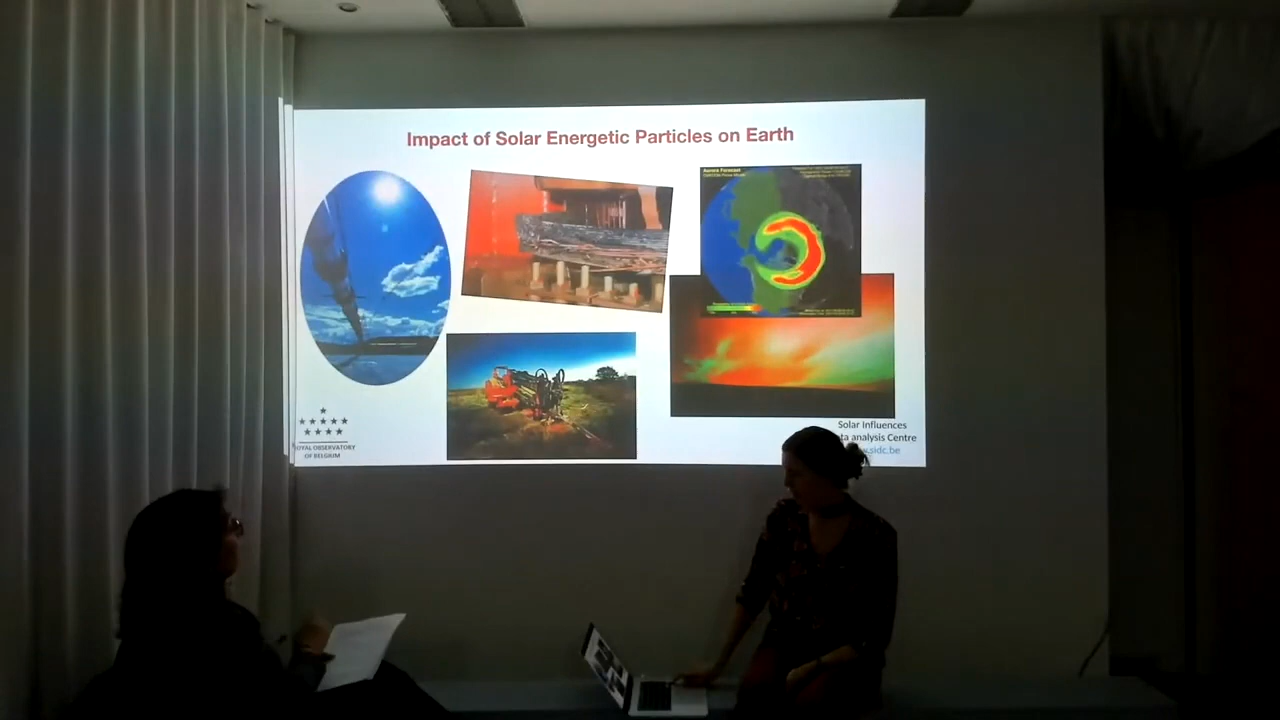 Impact of Solar Energetic Particles on Earth
Aurora Forecast
ROYAL OBSERVATORY
OF BELGIUM
Solar Influences
ta analysis Centre
.sidc.be